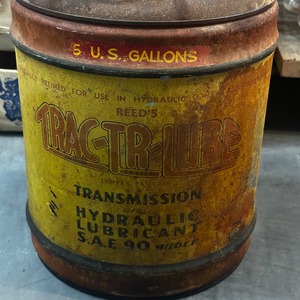 5 U.S. GALLONS
REFINED FOR USE IN HYDRAULIC
REED'S
TRAC-TR-LUBE
TRANSMISSION
HYDRAULIC
LUBRICANT
S.A.E. 90